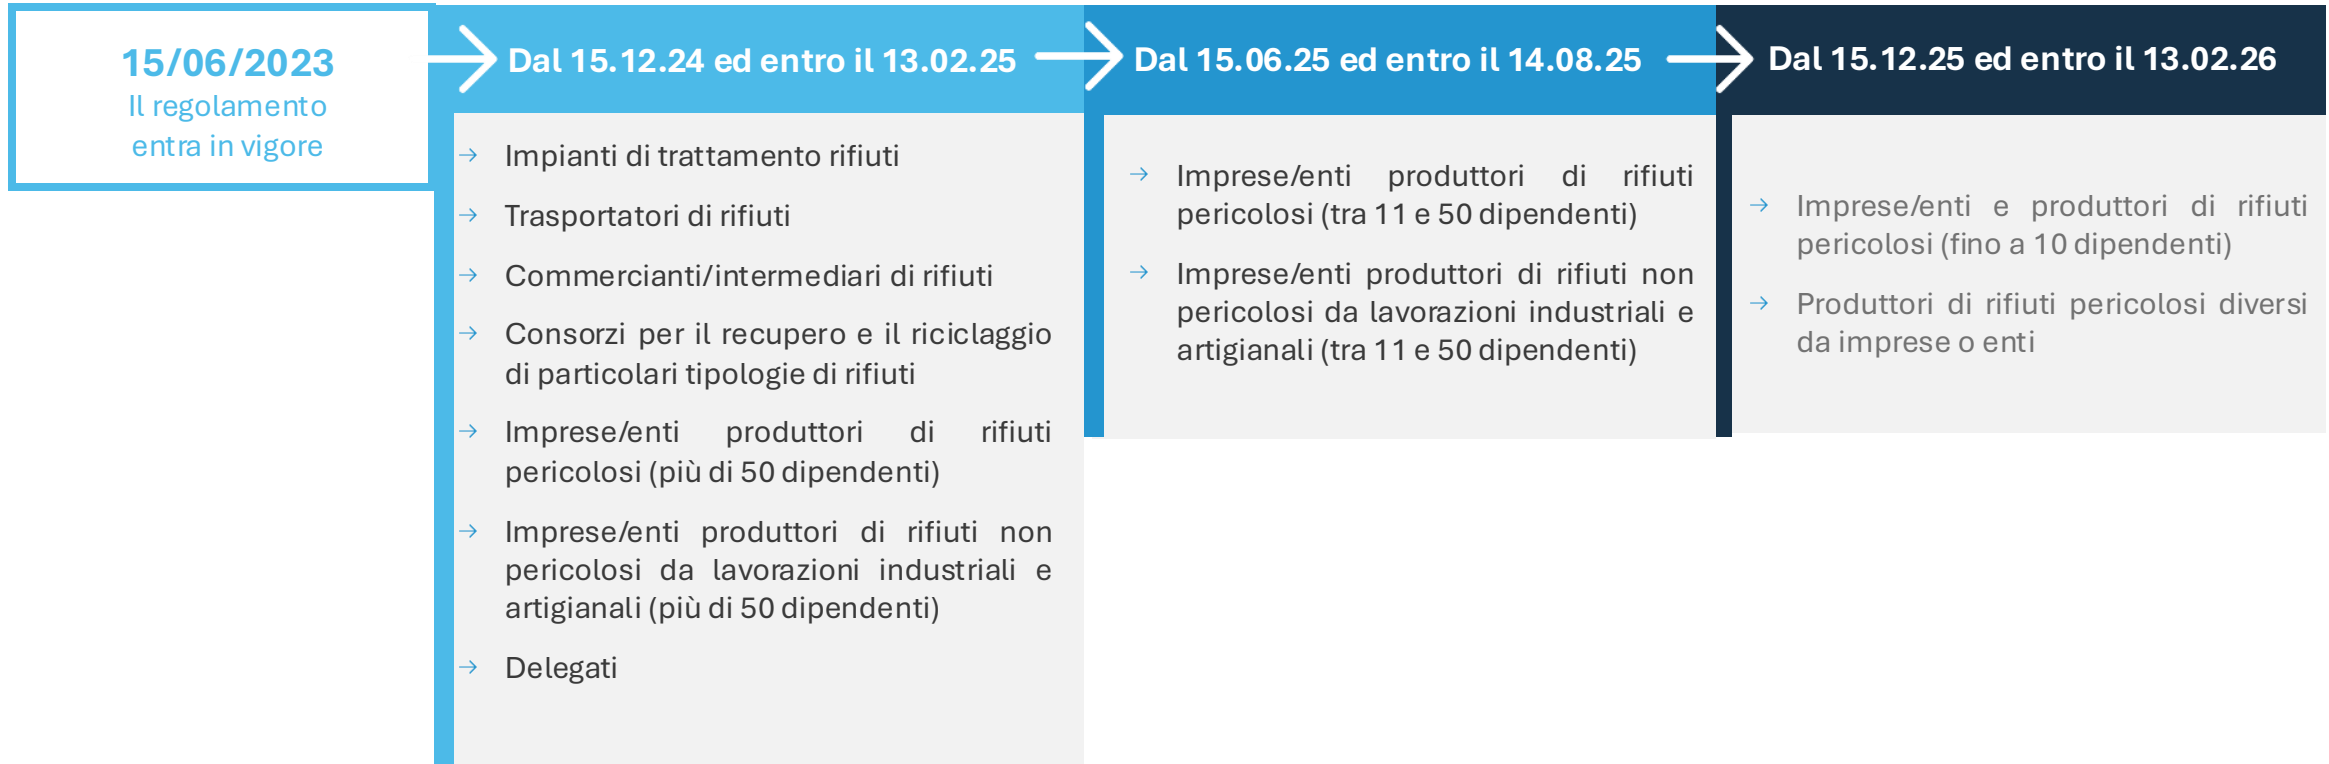 15/06/2023
Il regolamento
entra in vigore
Dal 15.12.24 ed entro il 13.02.25
Impianti di trattamento rifiuti
Trasportatori di rifiuti
Commercianti/intermediari di rifiuti
Consorzi per il recupero e il riciclaggio
di particolari tipologie di rifiuti
Imprese/enti produttori di rifiuti
pericolosi (più di 50 dipendenti)
Imprese/enti produttori di rifiuti non
pericolosi da lavorazioni industriali e
artigianali (più di 50 dipendenti)
Delegati
Dal 15.06.25 ed entro il 14.08.25
Imprese/enti produttori di rifiuti
pericolosi (tra 11 e 50 dipendenti)
Imprese/enti produttori di rifiuti non
pericolosi da lavorazioni industriali e
artigianali (tra 11 e 50 dipendenti)
Dal 15.12.25 ed entro il 13.02.26
Imprese/enti e produttori di rifiuti
pericolosi (fino a 10 dipendenti)
Produttori di rifiuti pericolosi diversi
da imprese o enti